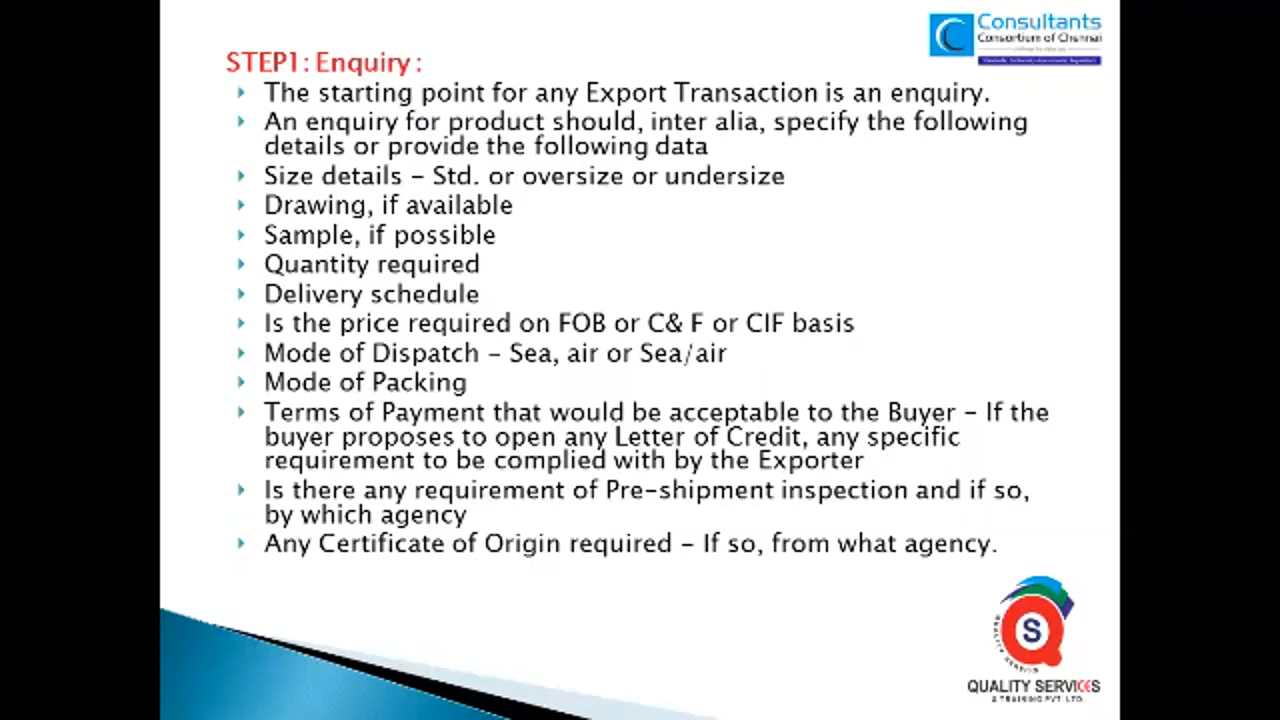 Consultants
Consortium of Chennai
STEP1: Enquiry :
The starting point for any Export Transaction is an enquiry.
An enquiry for product should, inter alia, specify the following
details or provide the following data
Size details – Std. or oversize or undersize
Drawing, if available
Sample, if possible
Quantity required
Delivery schedule
Is the price required on FOB or C& F or CIF basis
Mode of Dispatch – Sea, air or Sea/air
Mode of Packing
Terms of Payment that would be acceptable to the Buyer – If the
buyer proposes to open any Letter of Credit, any specific
requirement to be complied with by the Exporter
Is there any requirement of Pre-shipment inspection and if so,
by which agency
Any Certificate of Origin required – If so, from what agency.
S
QUALITY SERVICES
& TRAINING PVT. LTD.